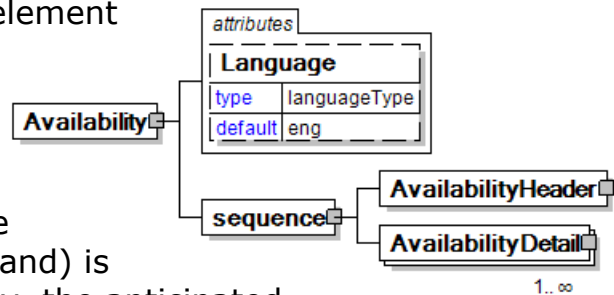 element
attributes
Language
type languageType
default eng
Availability
sequence
AvailabilityHeader
AvailabilityDetail
1..∞
and) is
the anticipated